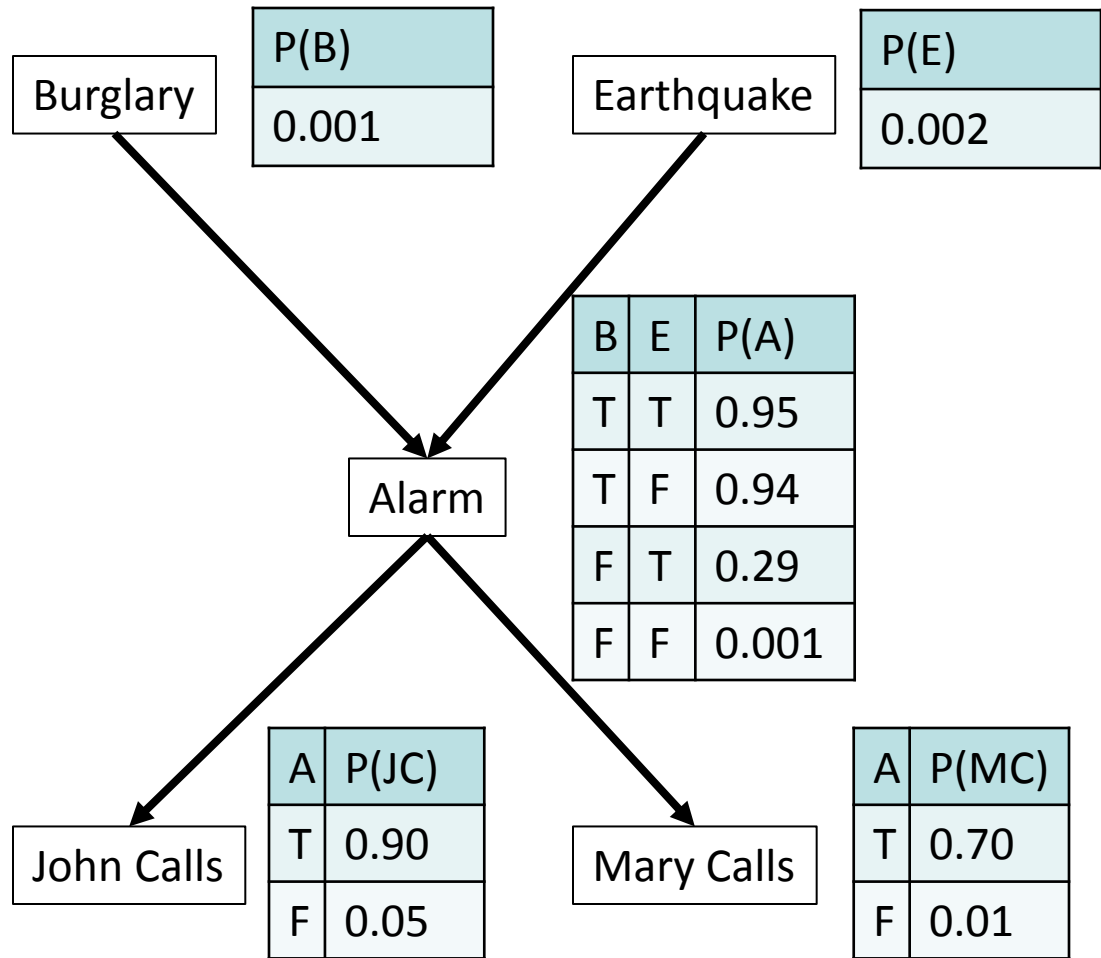 P(B)
0.001
Burglary
Earthquake
P(E)
0.002
B E P(A)
T T 0.95
T F 0.94
F T 0.29
F F 0.001
Alarm
A P(JC)
T 0.90
F 0.05
John Calls
Mary Calls
A P(MC)
T 0.70
F 0.01